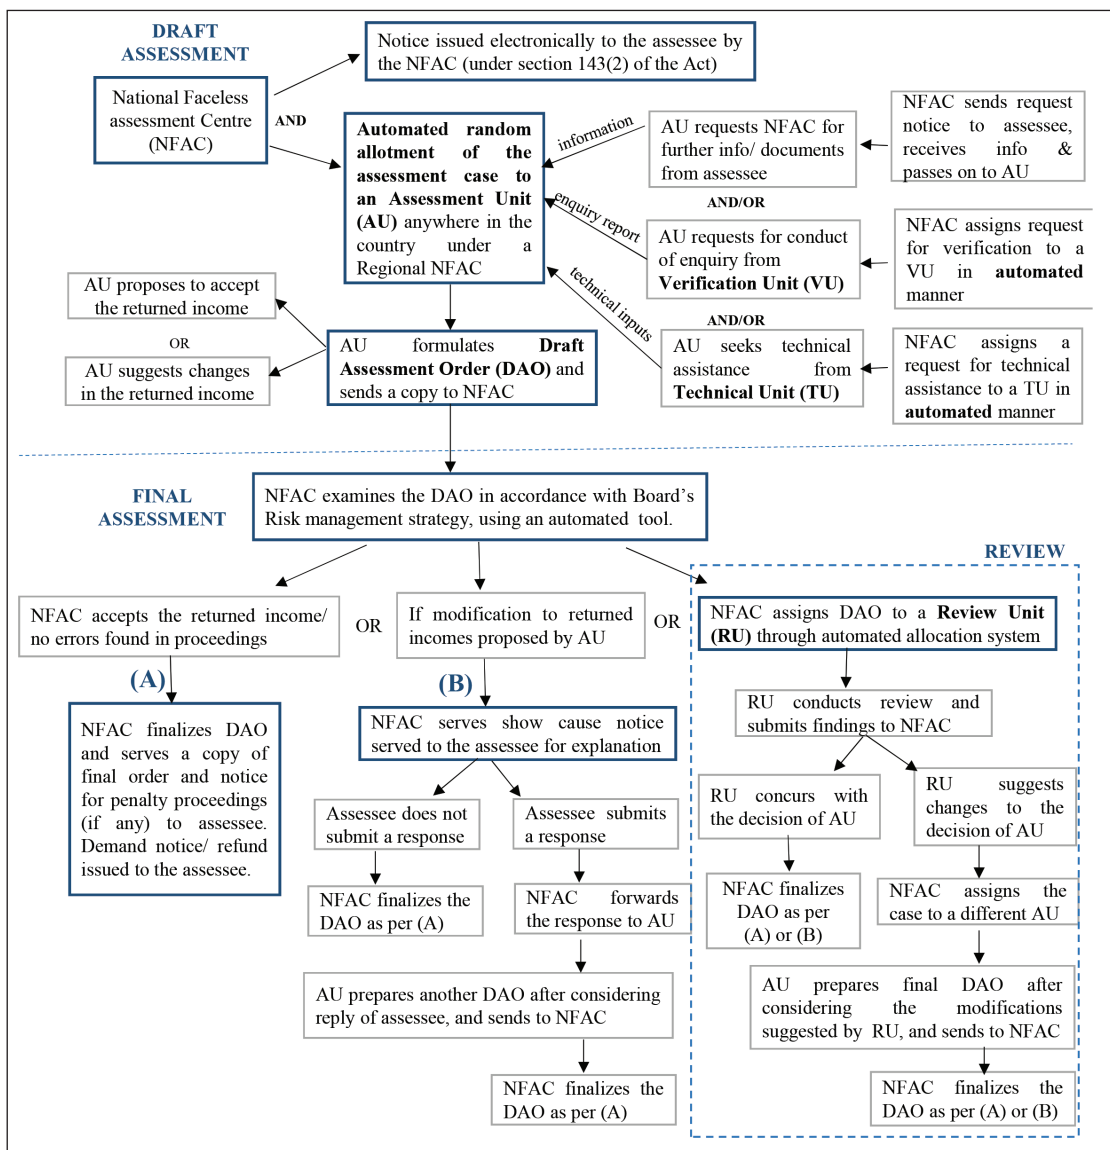 DRAFT
ASSESSMENT
Notice issued electronically to the assessee by
the NFAC (under section 143(2) of the Act)
National Faceless
assessment Centre
(NFAC)
AND
Automated random
allotment of the
assessment case to
an Assessment Unit
(AU) anywhere in the
country under a
Regional NFAC
information
AU requests NFAC for
further info/ documents
from assessee
NFAC sends request
notice to assessee,
receives info &
passes on to AU
AND/OR
enquiry report
AU requests for conduct
of enquiry from
Verification Unit (VU)
NFAC assigns request
for verification to a
VU in automated
manner
AND/OR
technical inputs
AU seeks technical
assistance from
Technical Unit (TU)
NFAC assigns a
request for technical
assistance to a TU in
automated manner
AU proposes to accept
the returned income
OR
AU suggests changes
in the returned income
AU formulates Draft
Assessment Order (DAO) and
sends a copy to NFAC
FINAL
ASSESSMENT
NFAC examines the DAO in accordance with Board's
Risk management strategy, using an automated tool.
REVIEW
NFAC accepts the returned income/
no errors found in proceedings
OR
If modification to returned
incomes proposed by AU
OR
NFAC assigns DAO to a Review Unit
(RU) through automated allocation system
(A)
NFAC finalizes DAO
and serves a copy of
final order and notice
for penalty proceedings
(if any) to assessee.
Demand notice/ refund
issued to the assessee.
(B)
NFAC serves show cause notice
served to the assessee for explanation
Assessee does not
submit a response
Assessee submits
a response
NFAC finalizes the
DAO as per (A)
NFAC forwards
the response to AU
AU prepares another DAO after considering
reply of assessee, and sends to NFAC
NFAC finalizes the
DAO as per (A)
RU conducts review and
submits findings to NFAC
RU concurs with
the decision of AU
RU suggests
changes to the
decision of AU
NFAC finalizes
DAO as per
(A) or (B)
NFAC assigns the
case to a different AU
AU prepares final DAO after
considering the modifications
suggested by RU, and sends to NFAC
NFAC finalizes the
DAO as per (A) or (B)